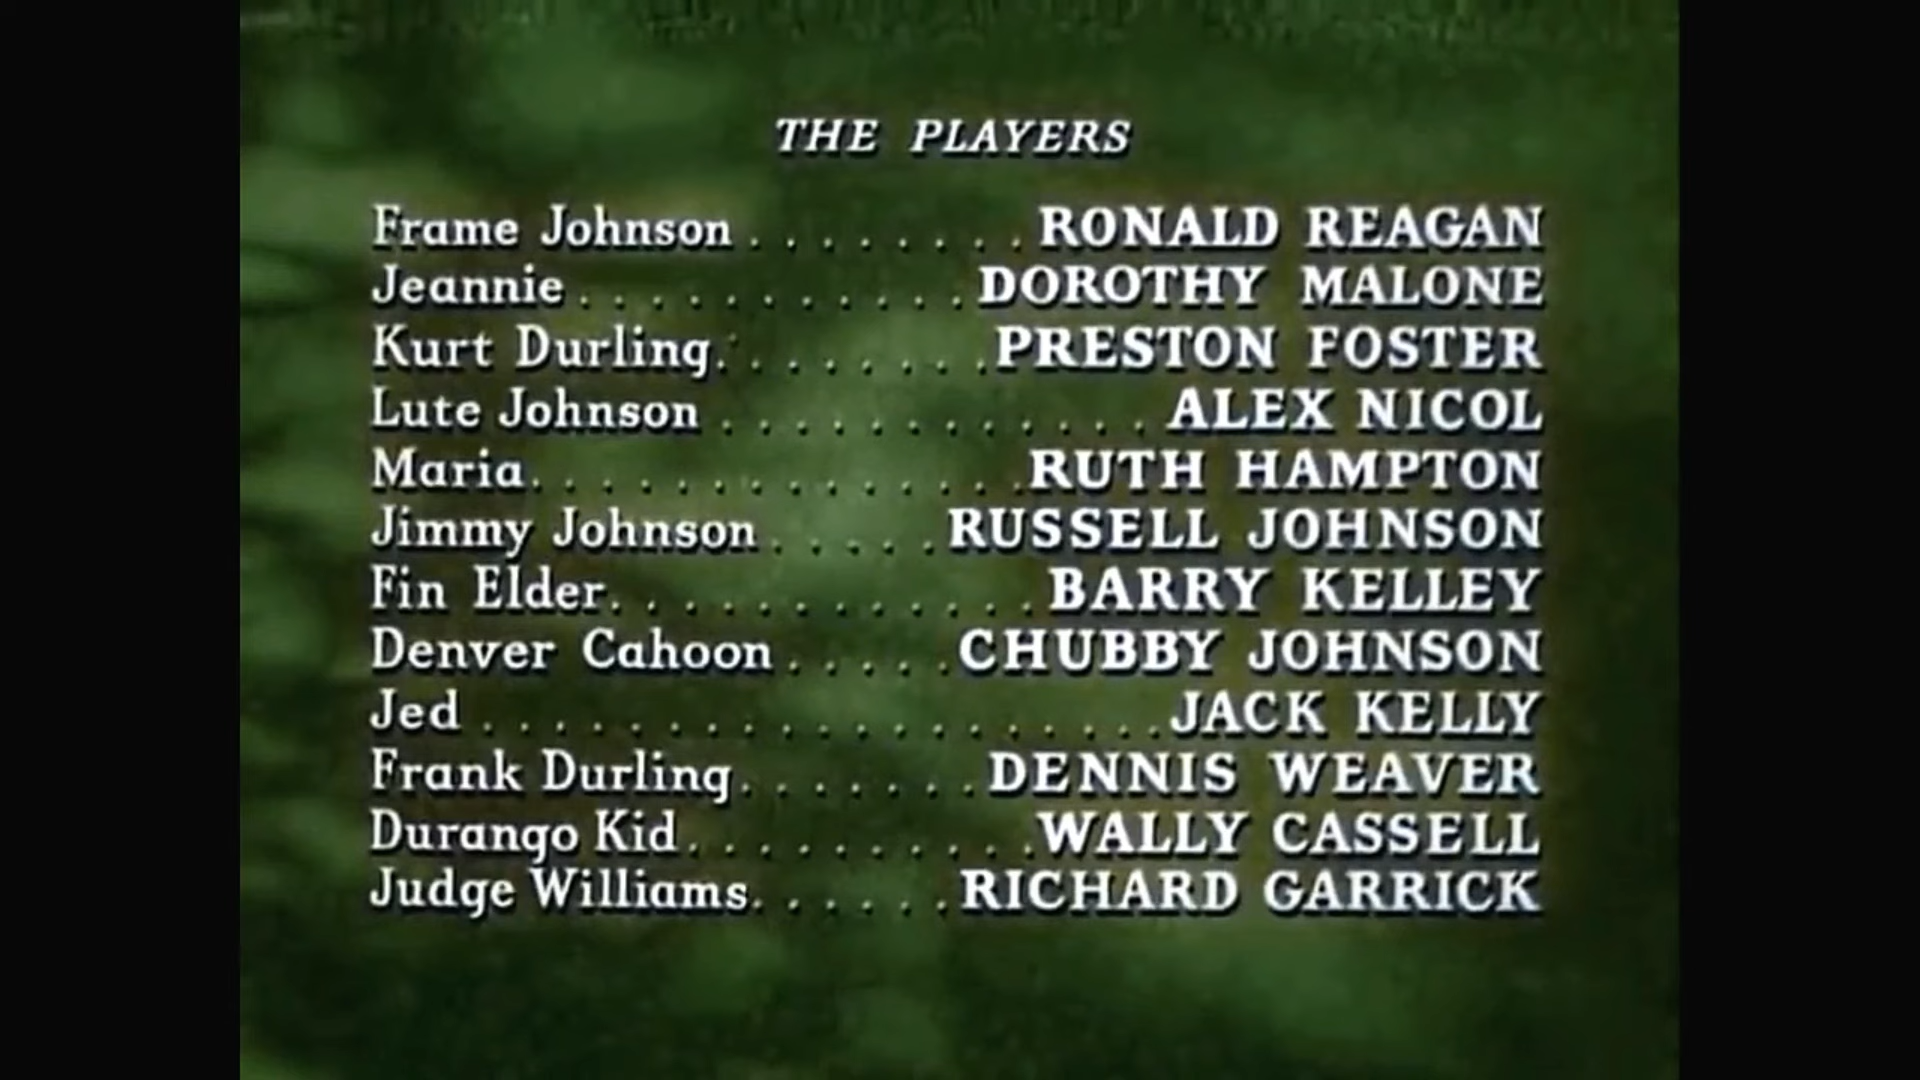 THE PLAYERS
Frame Johnson . . . . . . . . RONALD REAGAN
Jeannie . . . . . . . . . . . DOROTHY MALONE
Kurt Durling. . . . . . . . PRESTON FOSTER
Lute Johnson . . . . . . . . . . . . ALEX NICOL
Maria. . . . . . . . . . . . . . RUTH HAMPTON
Jimmy Johnson . . . . . RUSSELL JOHNSON
Fin Elder. . . . . . . . . . . . BARRY KELLEY
Denver Cahoon . . . . . CHUBBY JOHNSON
Jed . . . . . . . . . . . . . . . . . . . JACK KELLY
Frank Durling. . . . . . . DENNIS WEAVER
Durango Kid. . . . . . . . . . WALLY CASSELL
Judge Williams. . . . . . RICHARD GARRICK